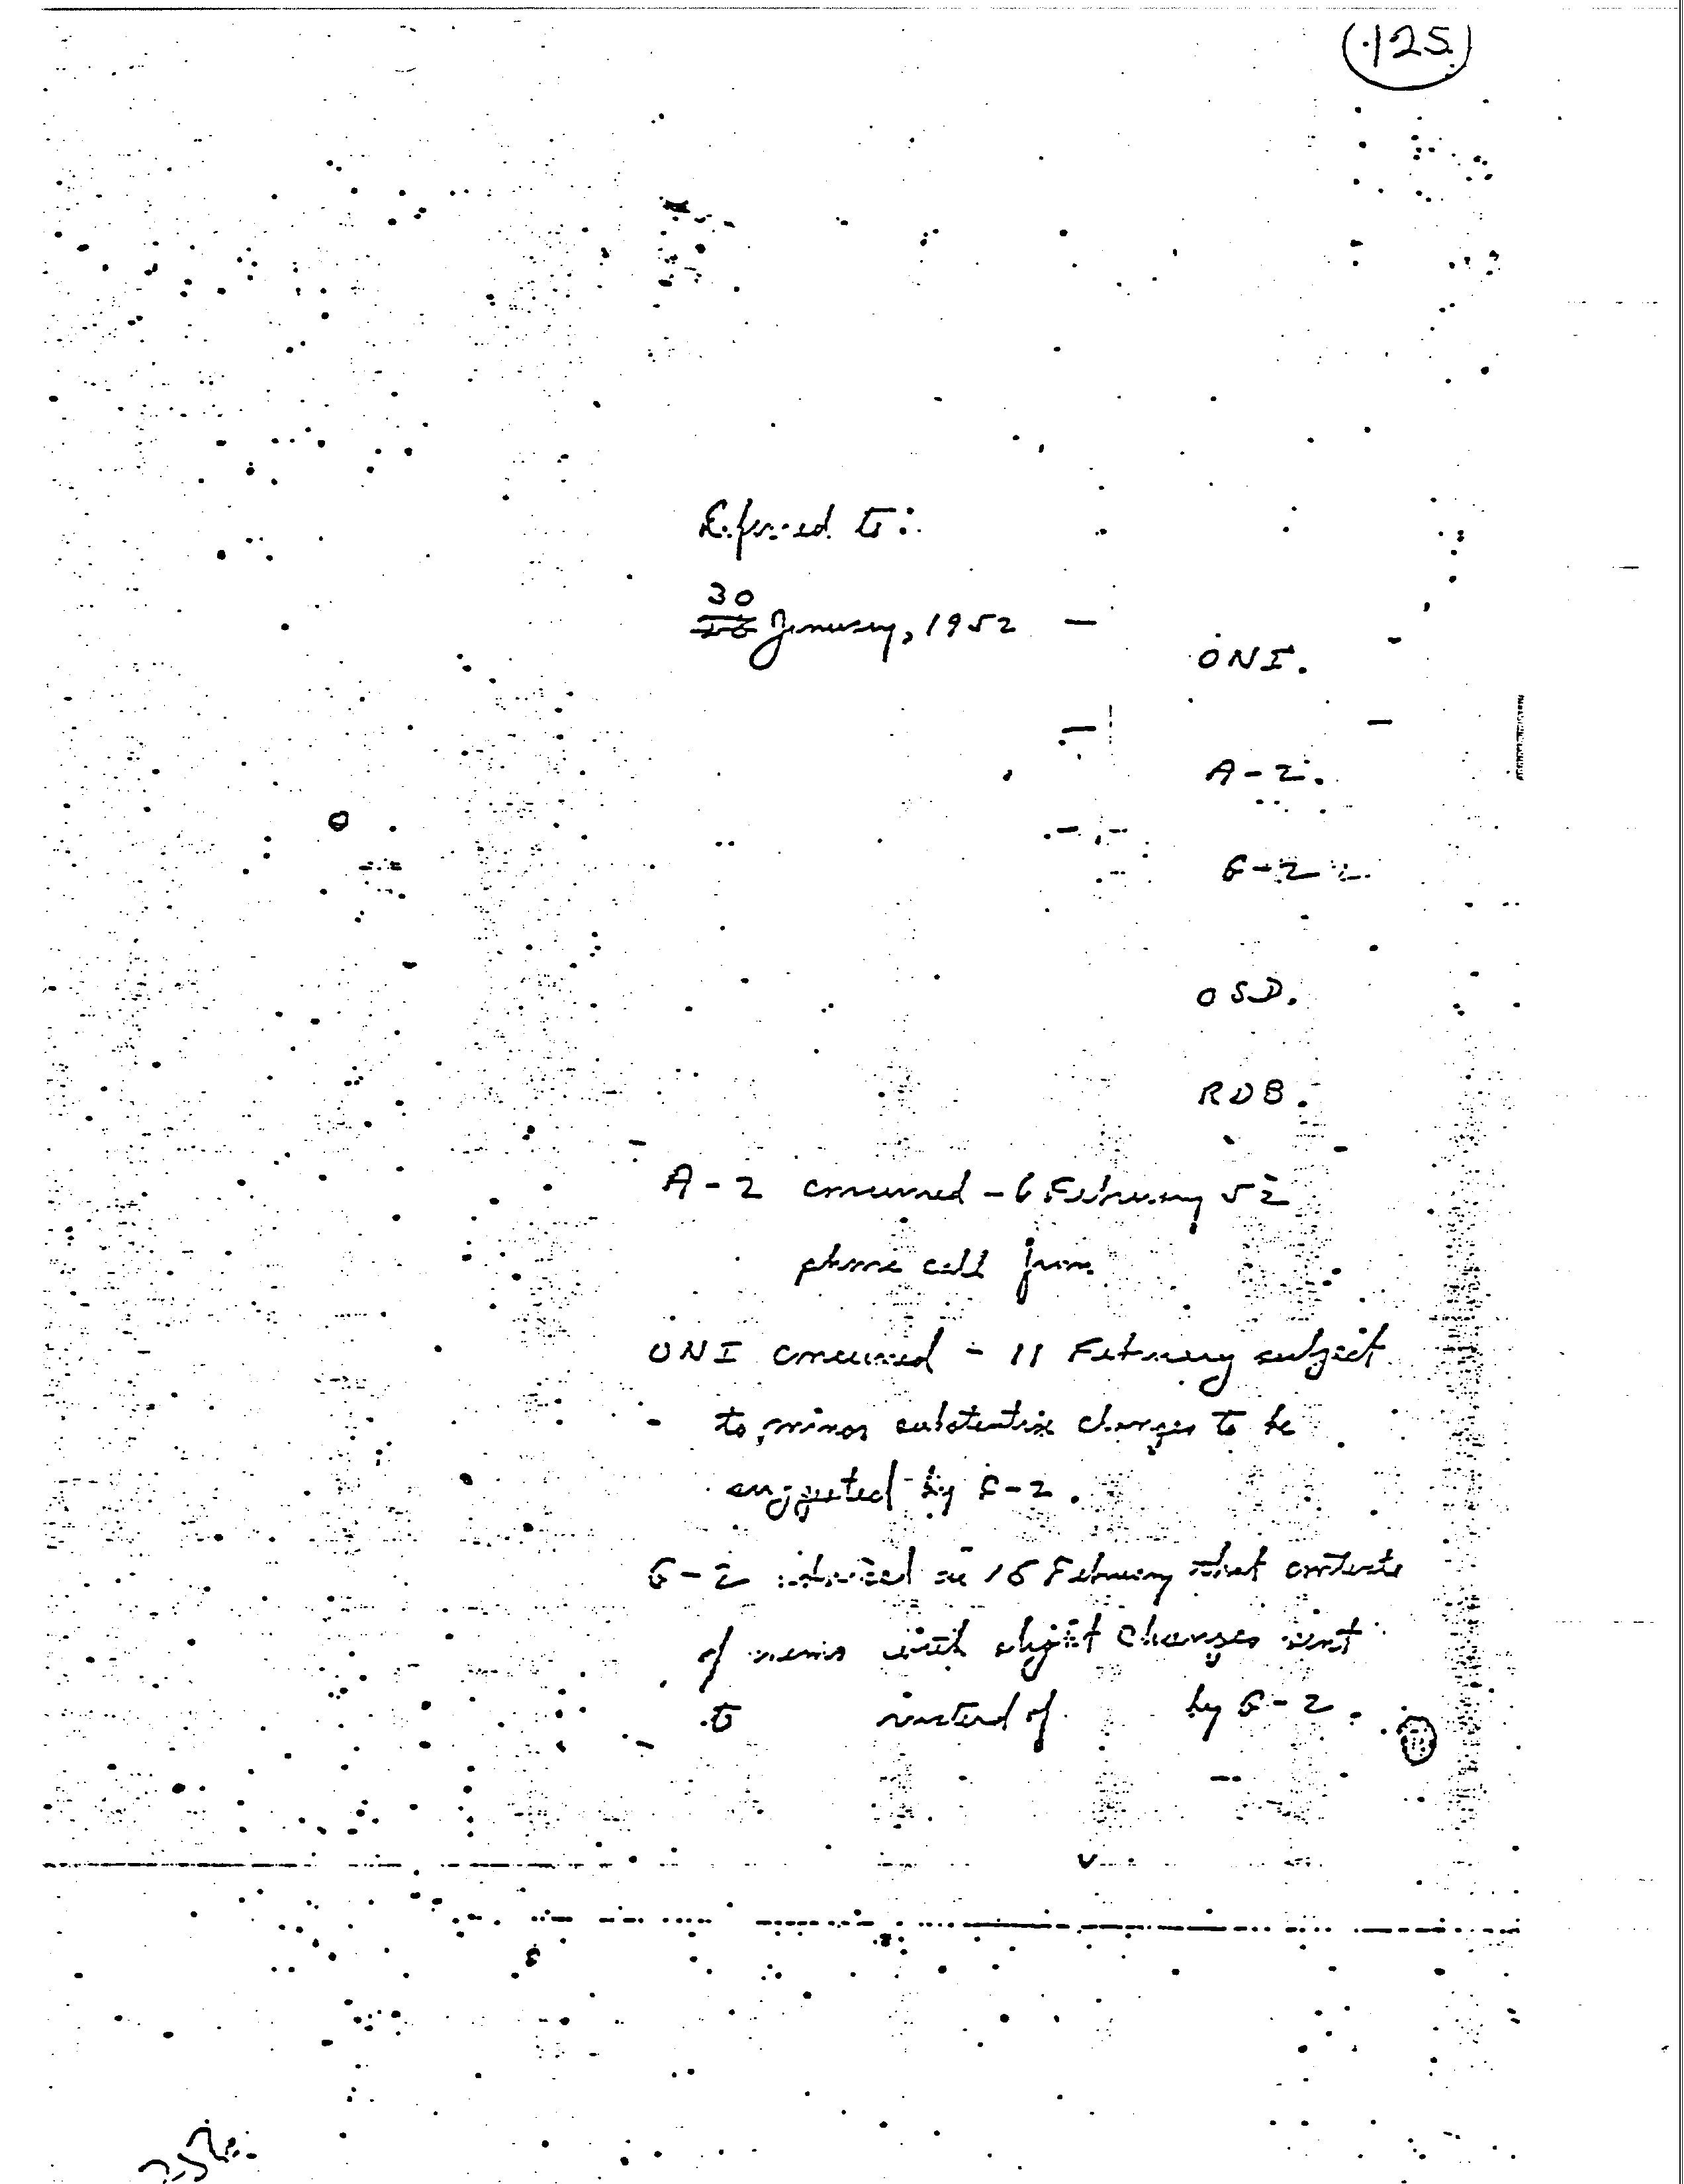 (125)
Referred to:
30
January, 1952 —
ONI.
A-2.
G-2
OSD.
RDB.
A-2 concurred - 6 February 52
phone call from
ONI concurred - 11 February subject
to minor substantive changes to be
suggested by G-2.
G-2 on 15 February that contents
of memo with slight changes sent
to instead of by G-2.